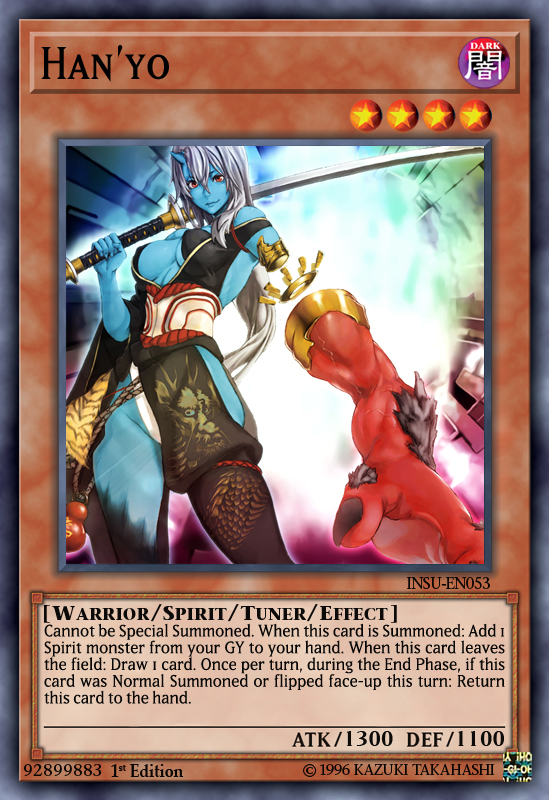 Han'yo
DARK
闇
INSU-EN053
[Warrior/Spirit/Tuner/Effect]
Cannot be Special Summoned. When this card is Summoned: Add 1
Spirit monster from your GY to your hand. When this card leaves
the field: Draw 1 card. Once per turn, during the End Phase, if this
card was Normal Summoned or flipped face-up this turn: Return
this card to the hand.
ATK/1300 DEF/1100
92899883 1st Edition © 1996 KAZUKI TAKAHASHI